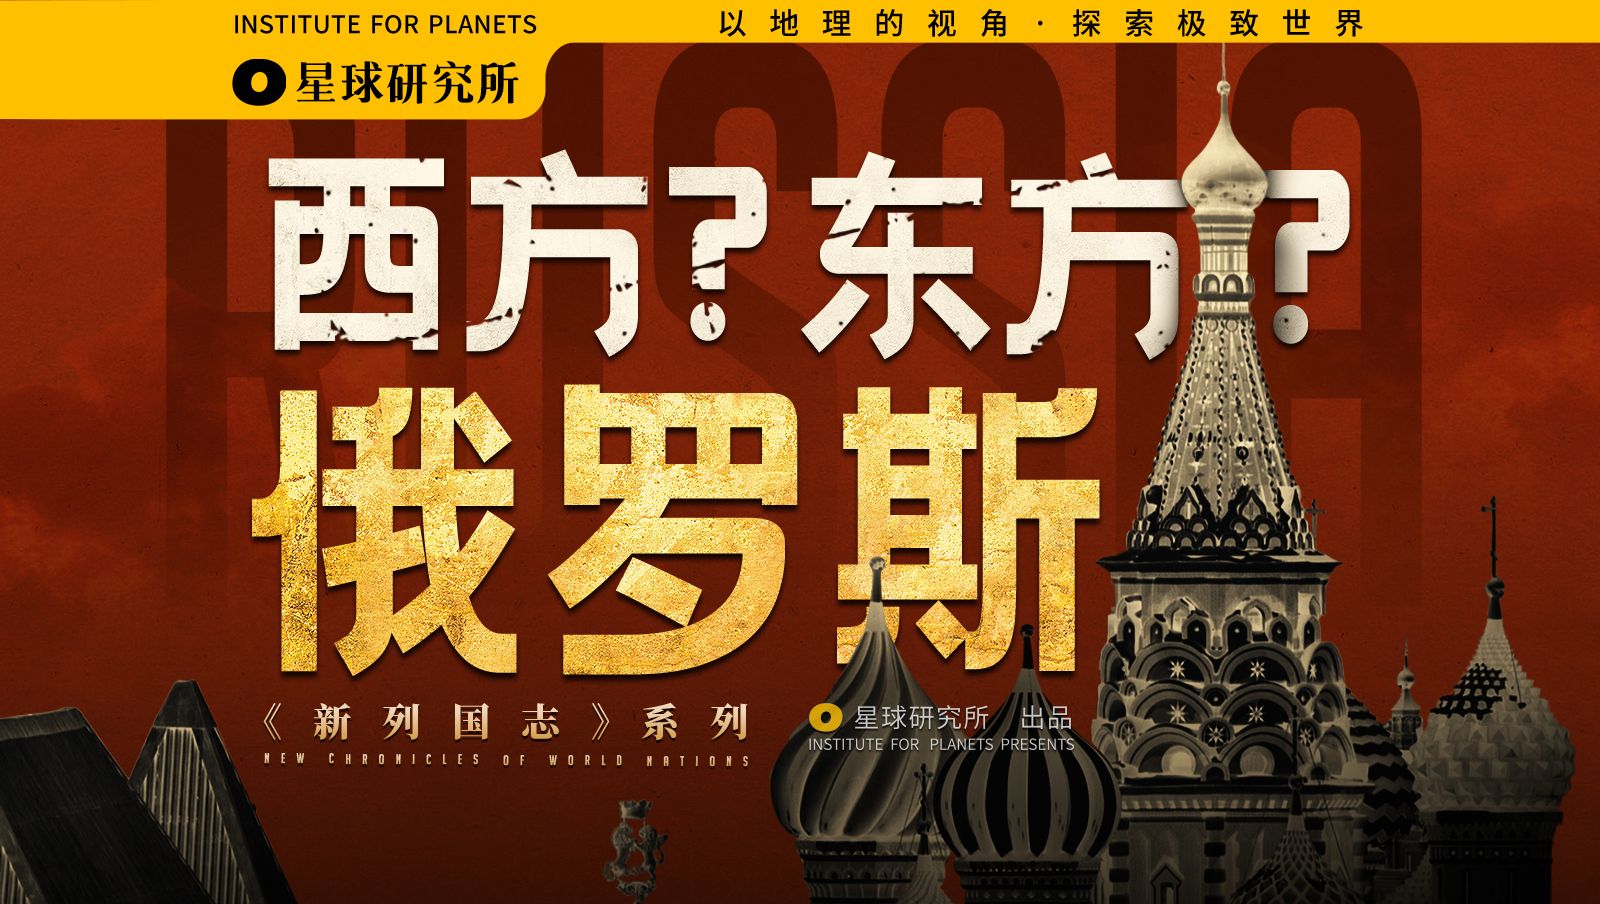 INSTITUTE FOR PLANETS
以地理的视角·探索极致世界
星球研究所
RUSSIA
西方?东方?
俄罗斯
《新列国志》系列
NEW CHRONICLES OF WORLD NATIONS
星球研究所 出品
INSTITUTE FOR PLANETS PRESENTS